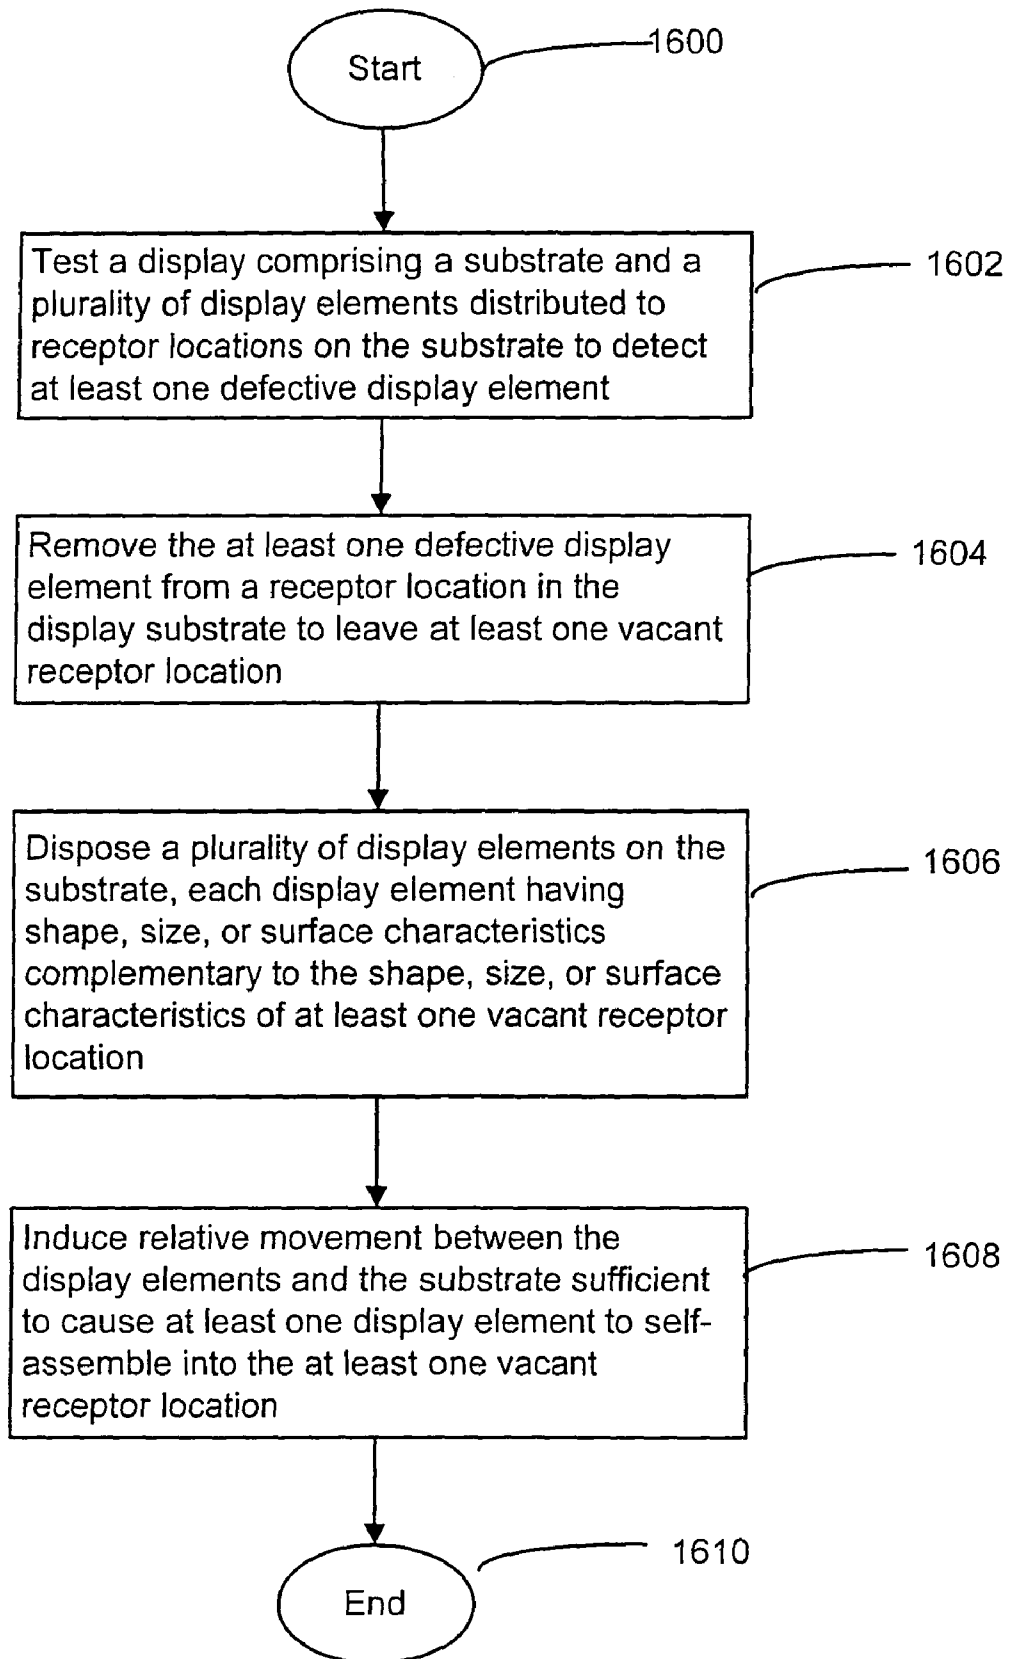 Start
1600
Test a display comprising a substrate and a
plurality of display elements distributed to
receptor locations on the substrate to detect
at least one defective display element
1602
Remove the at least one defective display
element from a receptor location in the
display substrate to leave at least one vacant
receptor location
1604
Dispose a plurality of display elements on the
substrate, each display element having
shape, size, or surface characteristics
complementary to the shape, size, or surface
characteristics of at least one vacant receptor
location
1606
Induce relative movement between the
display elements and the substrate sufficient
to cause at least one display element to self-
assemble into the at least one vacant
receptor location
1608
End
1610